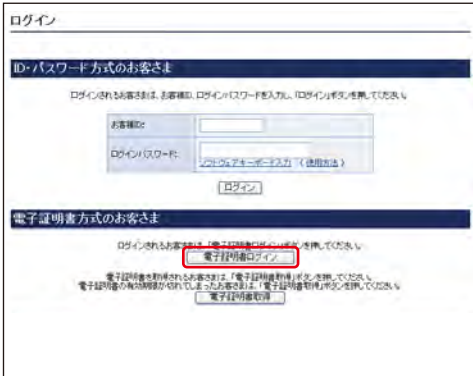 ログイン
ID・パスワード方式のお客さま
ログインされるお客さまは、お客様ID、ログインパスワードを入力し、「ログイン」ボタンを押してください。
お客様ID:
ログインパスワード:
ソフトウェアキーボード入力 (使用方法)
ログイン
電子証明書方式のお客さま
ログインされるお客さまは、「電子証明書ログイン」ボタンを押してください。
電子証明書ログイン
電子証明書を取得されるお客さまは、「電子証明書取得」ボタンを押してください。
電子証明書の有効期限が切れてしまったお客さまは、「電子証明書取得」ボタンを押してください。
電子証明書取得